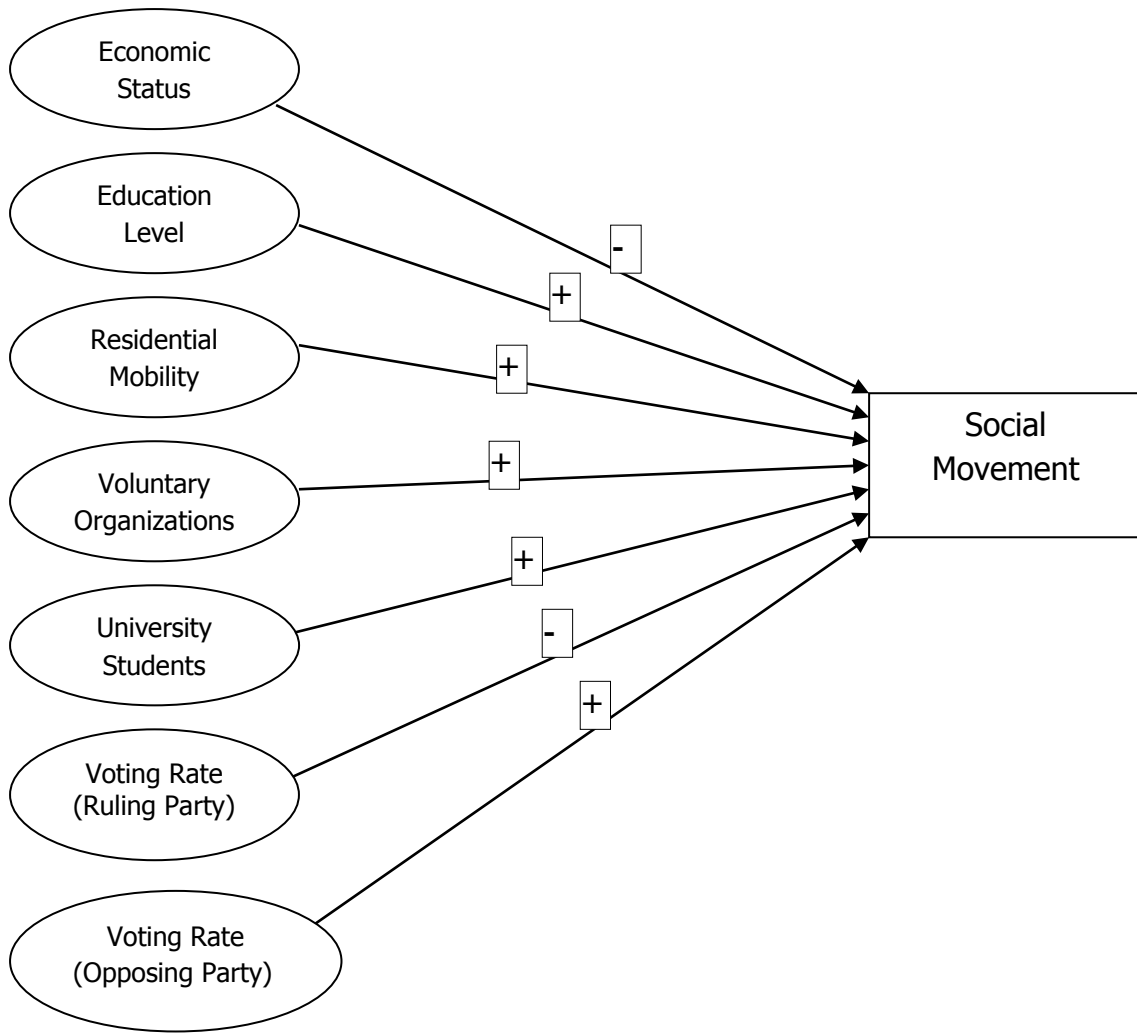 Economic
Status
Education
Level
-
+
Residential
Mobility
+
Social
Movement
Voluntary
Organizations
+
University
Students
+
-
Voting Rate
(Ruling Party)
+
Voting Rate
(Opposing Party)